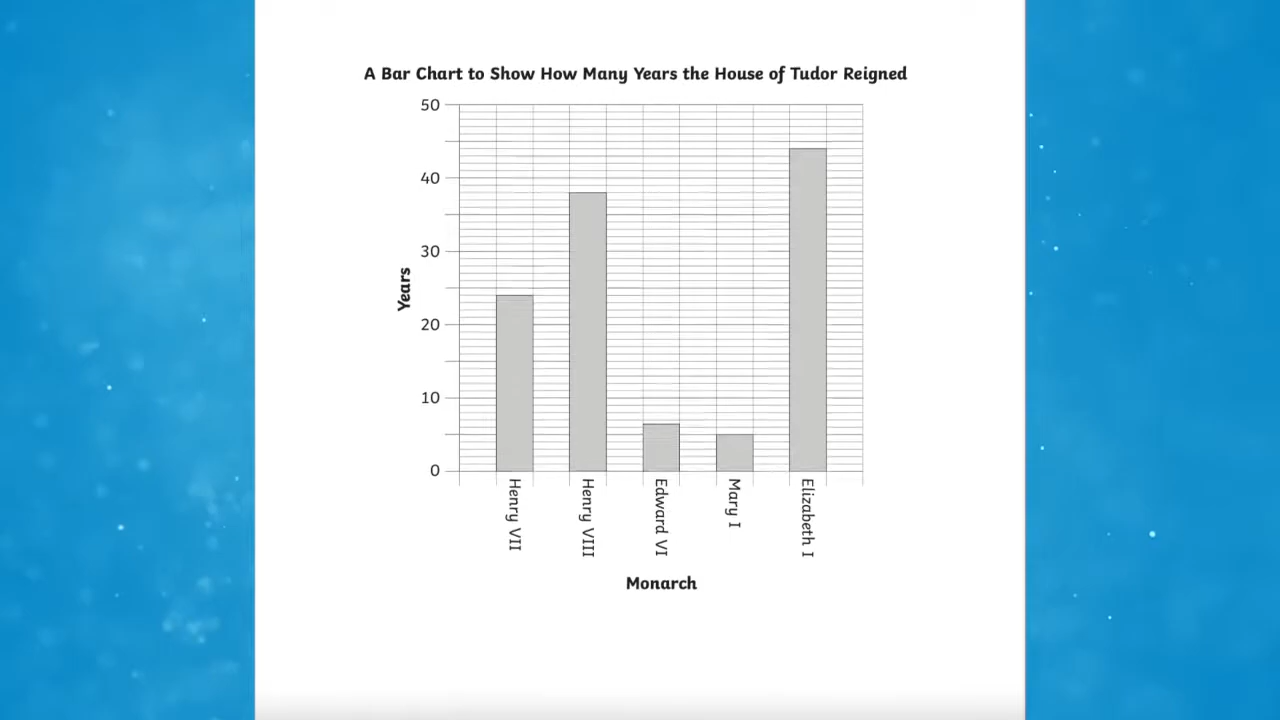 A Bar Chart to Show How Many Years the House of Tudor Reigned
50
40
30
20
10
0
Years
Henry VII
Henry VIII
Edward VI
Mary I
Elizabeth I
Monarch